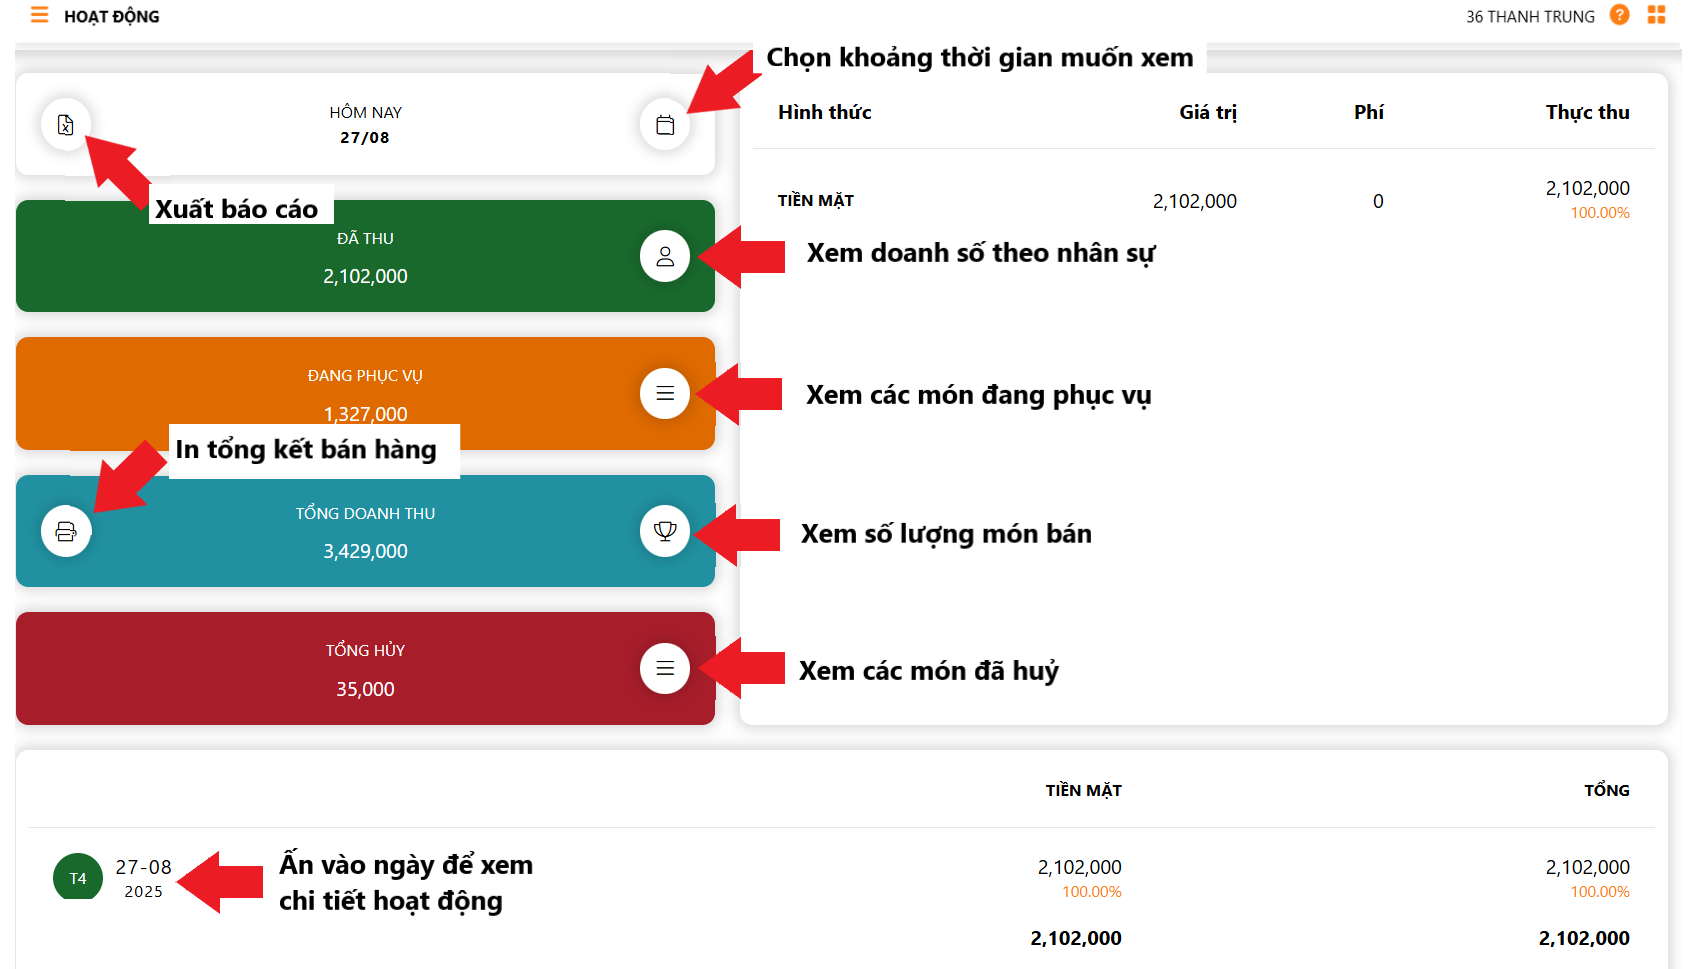 HOẠT ĐỘNG
36 THANH TRUNG
?
Chọn khoảng thời gian muốn xem
HÔM NAY
27/08
Xuất báo cáo
Hình thức Giá trị Phí Thực thu
TIỀN MẶT 2,102,000 0 2,102,000
100.00%
ĐÃ THU
2,102,000
Xem doanh số theo nhân sự
ĐANG PHỤC VỤ
1,327,000
Xem các món đang phục vụ
In tổng kết bán hàng
TỔNG DOANH THU
3,429,000
Xem số lượng món bán
TỔNG HỦY
35,000
Xem các món đã huỷ
TIỀN MẶT TỔNG
T4 27-08
2025
Ấn vào ngày để xem
chi tiết hoạt động
2,102,000 2,102,000
100.00% 100.00%
2,102,000 2,102,000